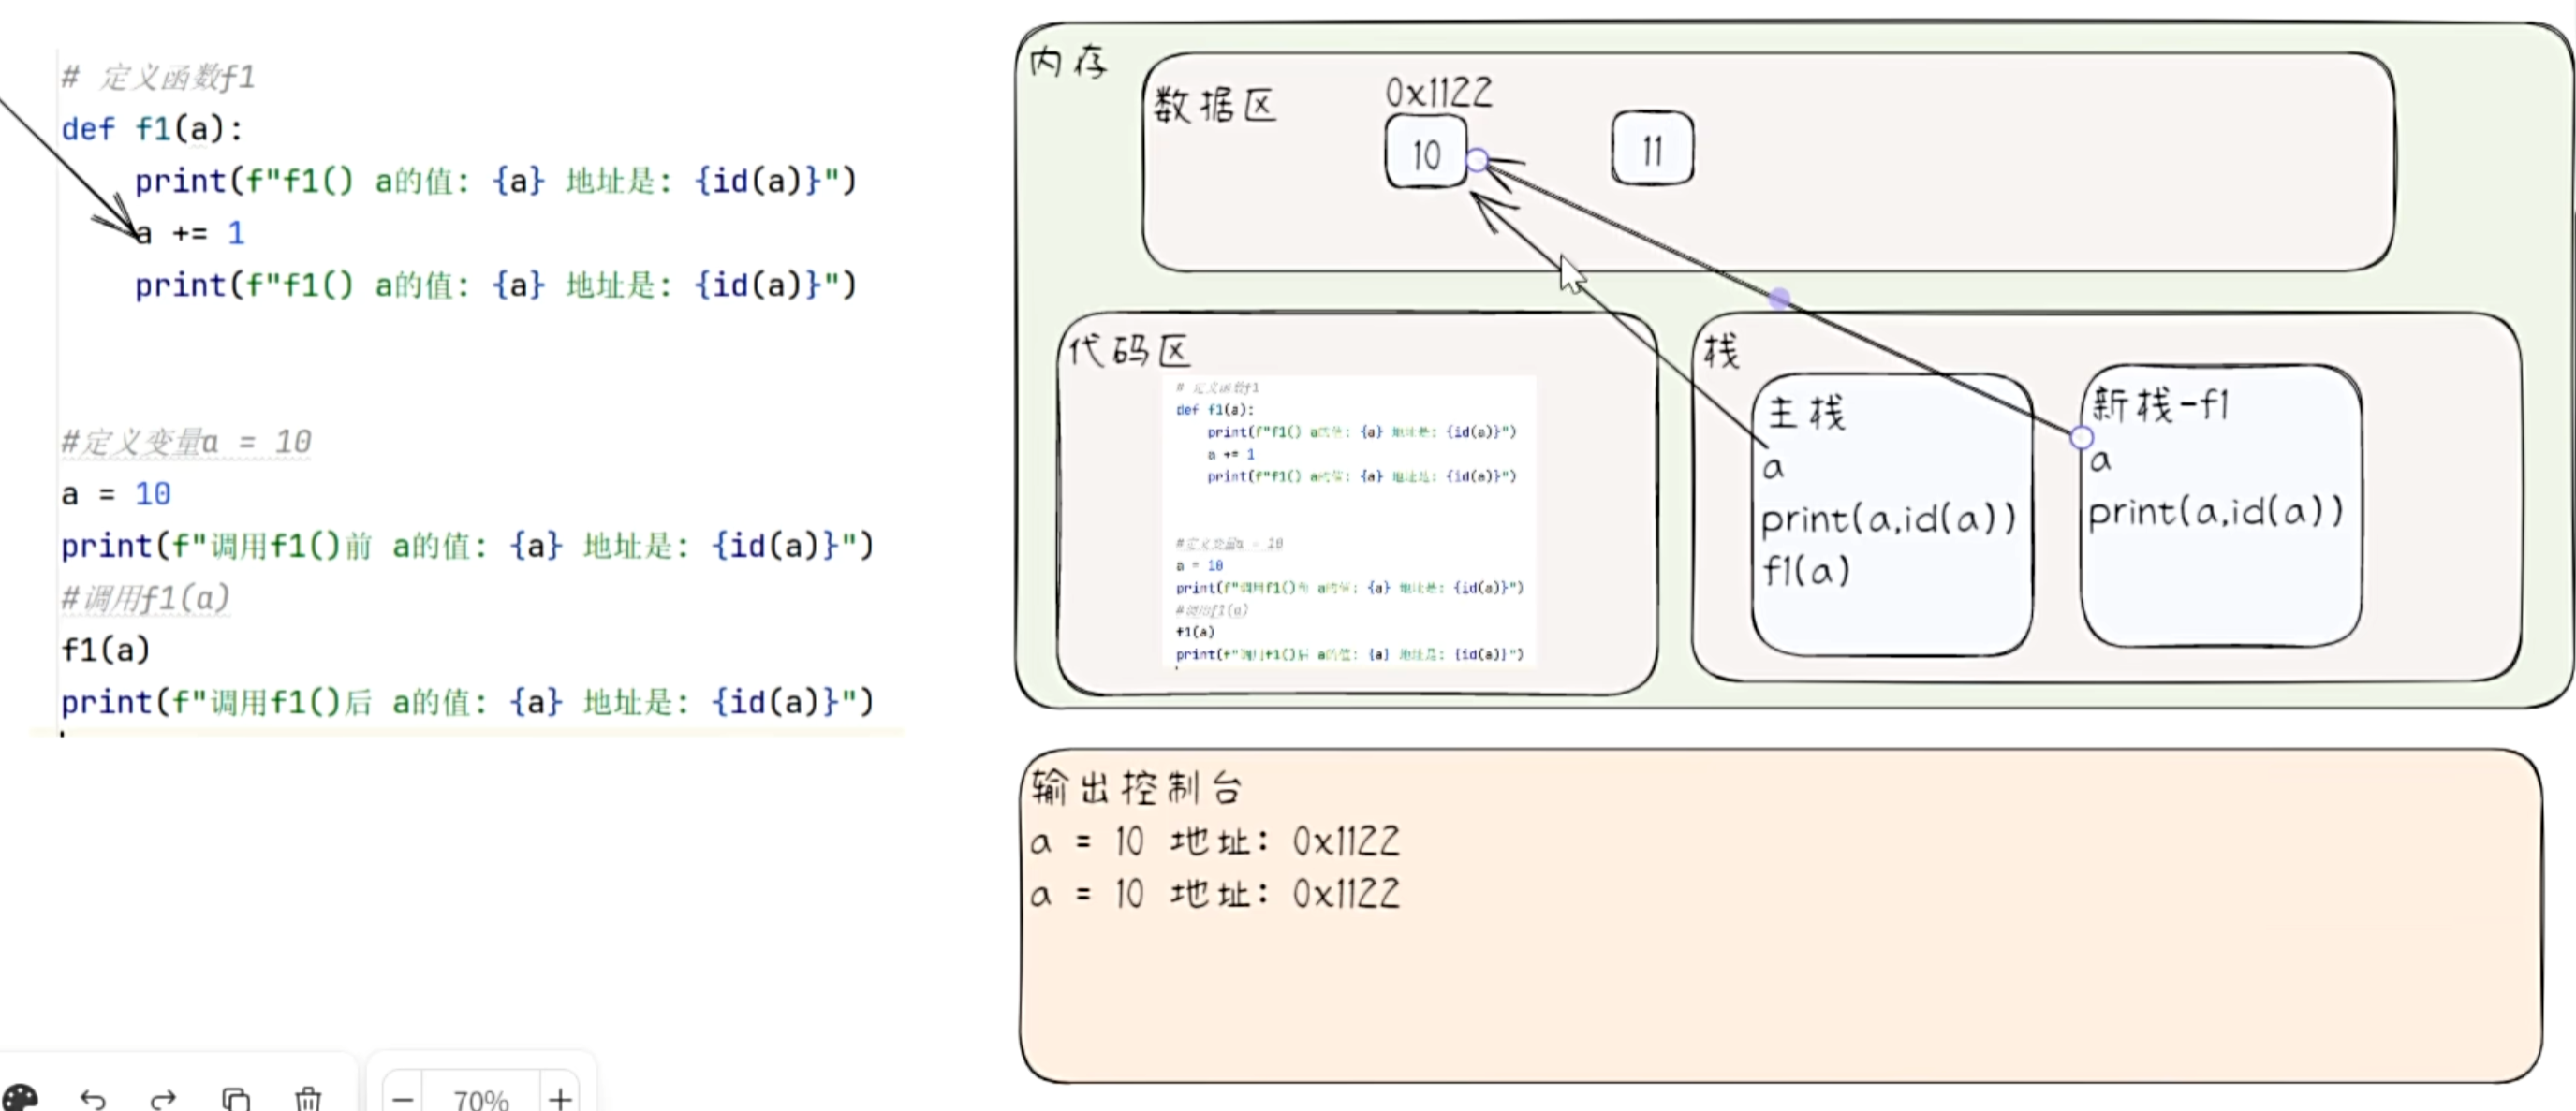 # 定义函数f1
def f1(a):
print(f"f1() a的值: {a} 地址是: {id(a)}")
a += 1
print(f"f1() a的值: {a} 地址是: {id(a)}")
#定义变量a = 10
a = 10
print(f"调用f1()前 a的值: {a} 地址是: {id(a)}")
#调用f1(a)
f1(a)
print(f"调用f1()后 a的值: {a} 地址是: {id(a)}")
内存
数据区
0x1122
10
11
代码区
# 定义函数f1
def f1(a):
print(f"f1() a的值: {a} 地址是: {id(a)}")
a += 1
print(f"f1() a的值: {a} 地址是: {id(a)}")
#定义变量a = 10
a = 10
print(f"调用f1()前 a的值: {a} 地址是: {id(a)}")
#调用f1(a)
f1(a)
print(f"调用f1()后 a的值: {a} 地址是: {id(a)}")
栈
主栈
a
print(a,id(a))
f1(a)
新栈-f1
a
print(a,id(a))
输出控制台
a = 10 地址: 0x1122
a = 10 地址: 0x1122
70%